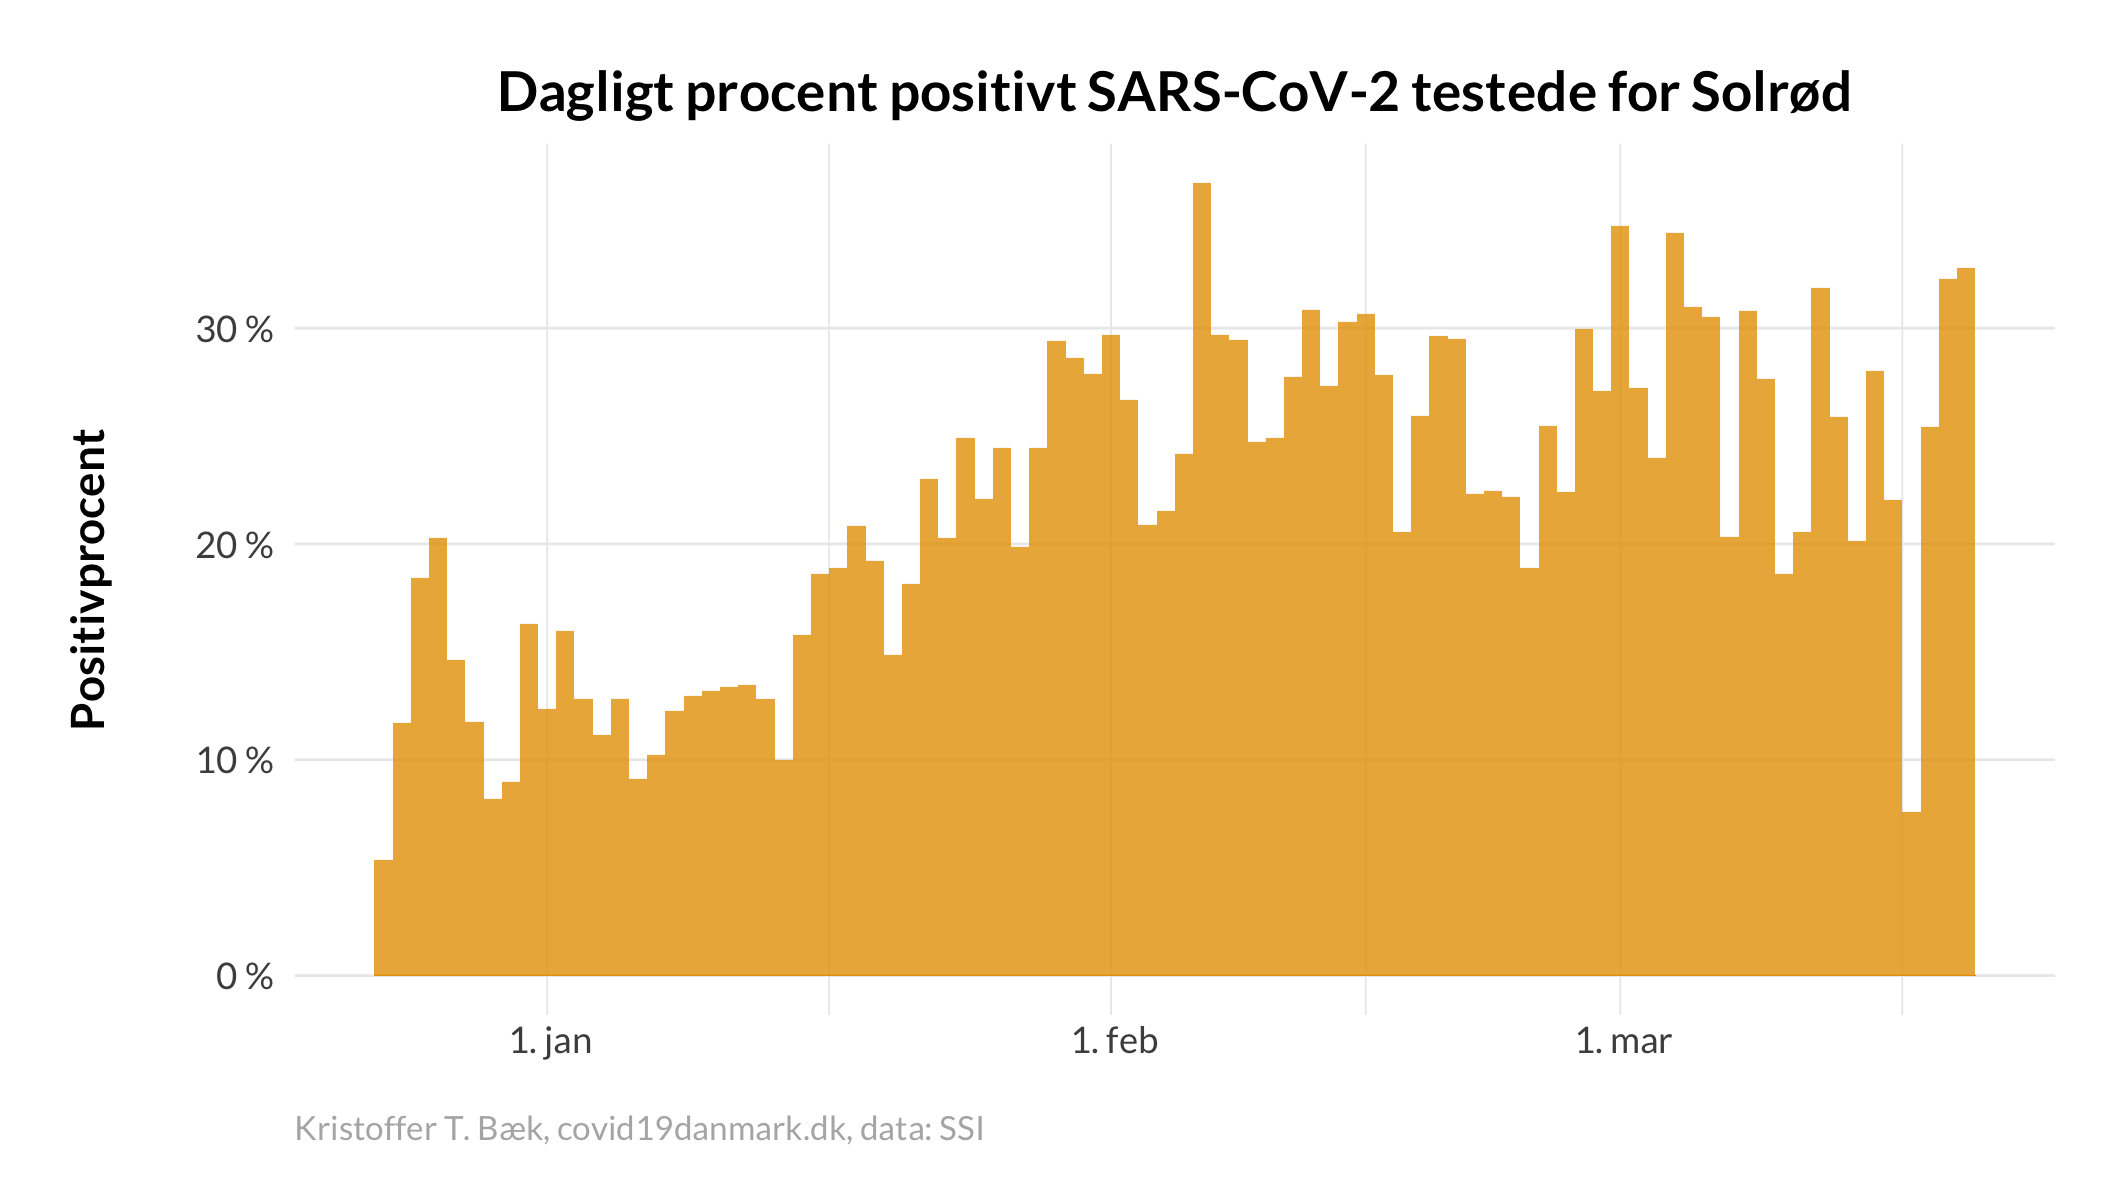 Dagligt procent positivt SARS-CoV-2 testede for Solrød
Positivprocent
30 %
20 %
10 %
0 %
1. jan
1. feb
1. mar
Kristoffer T. Bæk, covid19danmark.dk, data: SSI